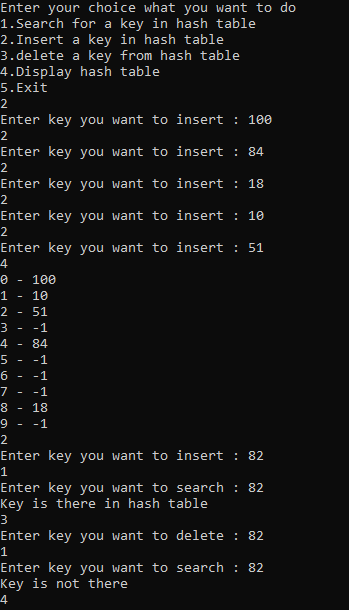 Enter your choice what you want to do
1.Search for a key in hash table
2.Insert a key in hash table
3.delete a key from hash table
4.Display hash table
5.Exit
2
Enter key you want to insert : 100
2
Enter key you want to insert : 84
2
Enter key you want to insert : 18
2
Enter key you want to insert : 10
2
Enter key you want to insert : 51
4
0 - 100
1 - 10
2 - 51
3 - -1
4 - 84
5 - -1
6 - -1
7 - -1
8 - 18
9 - -1
2
Enter key you want to insert : 82
1
Enter key you want to search : 82
Key is there in hash table
3
Enter key you want to delete : 82
1
Enter key you want to search : 82
Key is not there
4